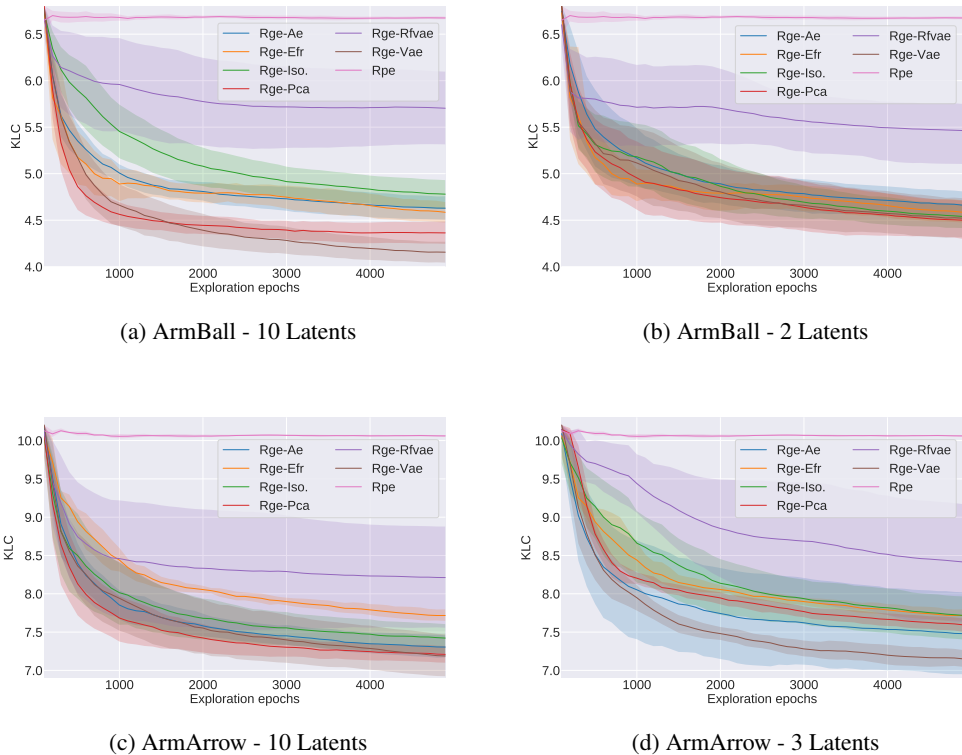 6.5
6.0
5.5
5.0
4.5
4.0
KLC
Rge-Ae
Rge-Efr
Rge-Iso.
Rge-Pca
Rge-Rfvae
Rge-Vae
Rpe
1000 2000 3000 4000
Exploration epochs
(a) ArmBall - 10 Latents
6.5
6.0
5.5
5.0
4.5
4.0
KLC
Rge-Ae
Rge-Efr
Rge-Iso.
Rge-Pca
Rge-Rfvae
Rge-Vae
Rpe
1000 2000 3000 4000
Exploration epochs
(b) ArmBall - 2 Latents
10.0
9.5
9.0
8.5
8.0
7.5
7.0
KLC
Rge-Ae
Rge-Efr
Rge-Iso.
Rge-Pca
Rge-Rfvae
Rge-Vae
Rpe
1000 2000 3000 4000
Exploration epochs
(c) ArmArrow - 10 Latents
10.0
9.5
9.0
8.5
8.0
7.5
7.0
KLC
Rge-Ae
Rge-Efr
Rge-Iso.
Rge-Pca
Rge-Rfvae
Rge-Vae
Rpe
1000 2000 3000 4000
Exploration epochs
(d) ArmArrow - 3 Latents